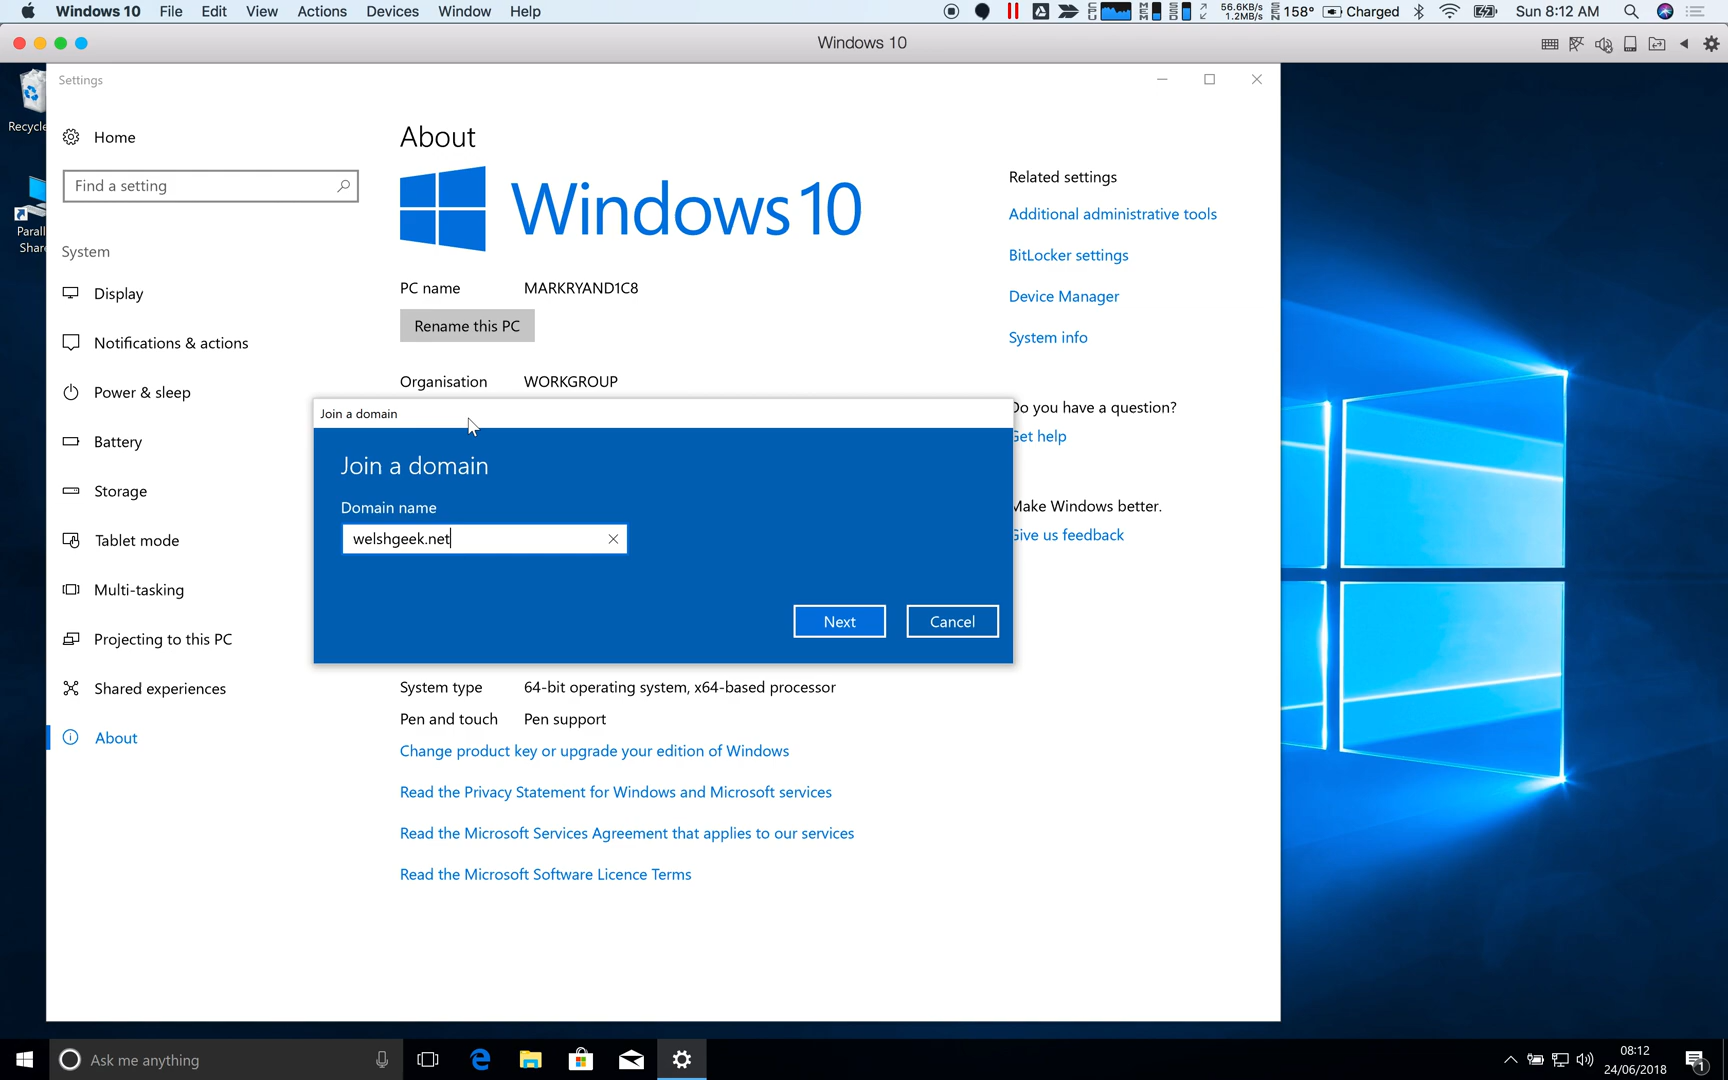 Windows 10 File Edit View Actions Devices Window Help
56.6KB/s
1.2MB/s
158° Charged Sun 8:12 AM
Windows 10
Settings
Recycle
Parall
Share
Home
Find a setting
System
Display
Notifications & actions
Power & sleep
Battery
Storage
Tablet mode
Multi-tasking
Projecting to this PC
Shared experiences
About
About
Windows 10
PC name MARKRYAND1C8
Rename this PC
Organisation WORKGROUP
Join a domain
Join a domain
Domain name
welshgeek.net
Next Cancel
System type 64-bit operating system, x64-based processor
Pen and touch Pen support
Change product key or upgrade your edition of Windows
Read the Privacy Statement for Windows and Microsoft services
Read the Microsoft Services Agreement that applies to our services
Read the Microsoft Software Licence Terms
Related settings
Additional administrative tools
BitLocker settings
Device Manager
System info
Do you have a question?
Get help
Make Windows better.
Give us feedback
Ask me anything
08:12
24/06/2018
1